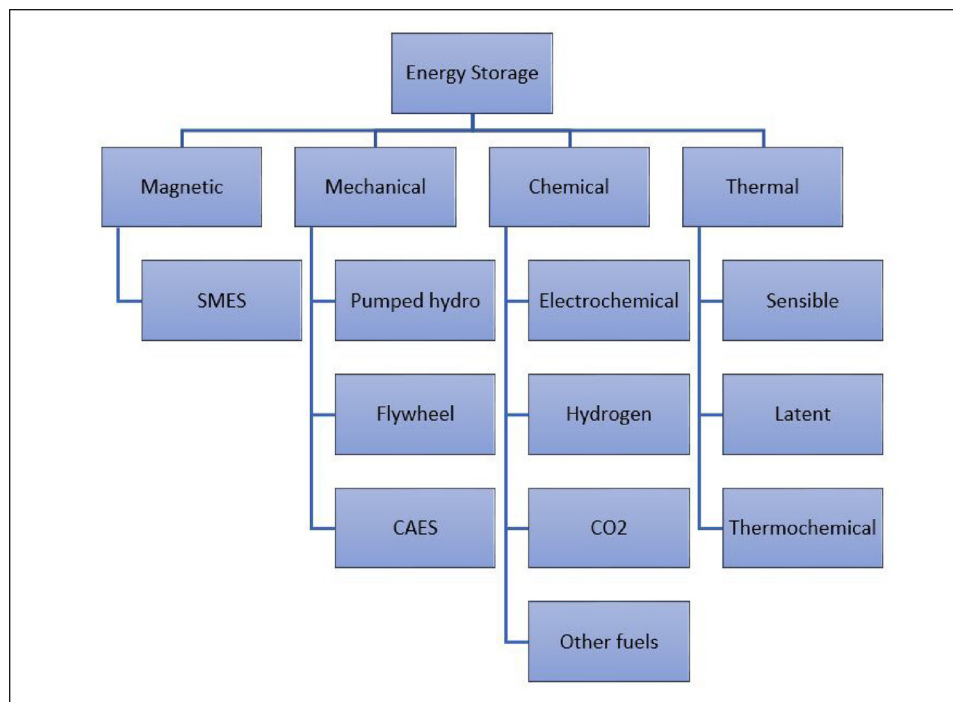 Energy Storage
Magnetic
Mechanical
Chemical
Thermal
SMES
Pumped hydro
Electrochemical
Sensible
Flywheel
Hydrogen
Latent
CAES
CO2
Thermochemical
Other fuels